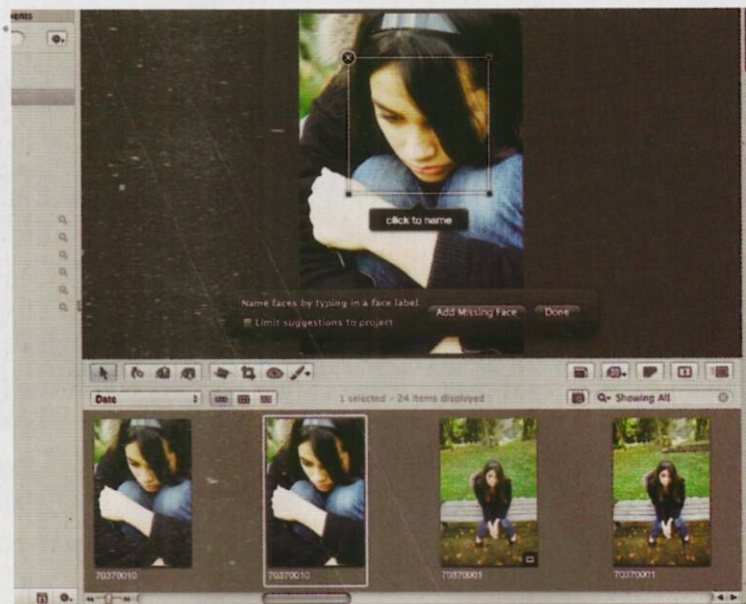 click to name
Name faces by typing in a face label
Add Missing Face
Done
Limit suggestions to project
Date
1 selected - 24 items displayed
Showing All
70370010
70370010
70370001
70370001